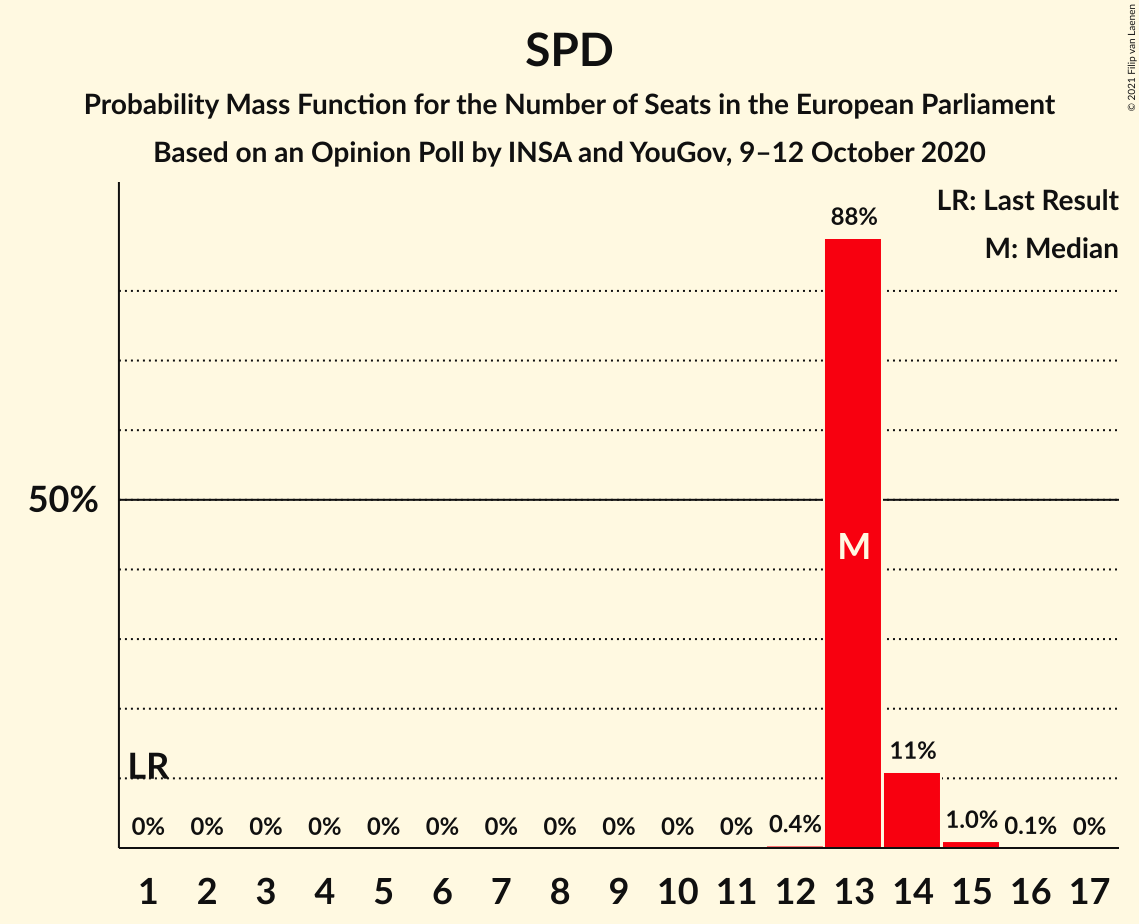 SPD
Probability Mass Function for the Number of Seats in the European Parliament
Based on an Opinion Poll by INSA and YouGov, 9–12 October 2020
© 2021 Filip van Laenen
LR: Last Result
M: Median
88%
50%
M
LR
11%
0% 0% 0% 0% 0% 0% 0% 0% 0% 0% 0% 0.4% 1.0% 0.1% 0%
1 2 3 4 5 6 7 8 9 10 11 12 13 14 15 16 17